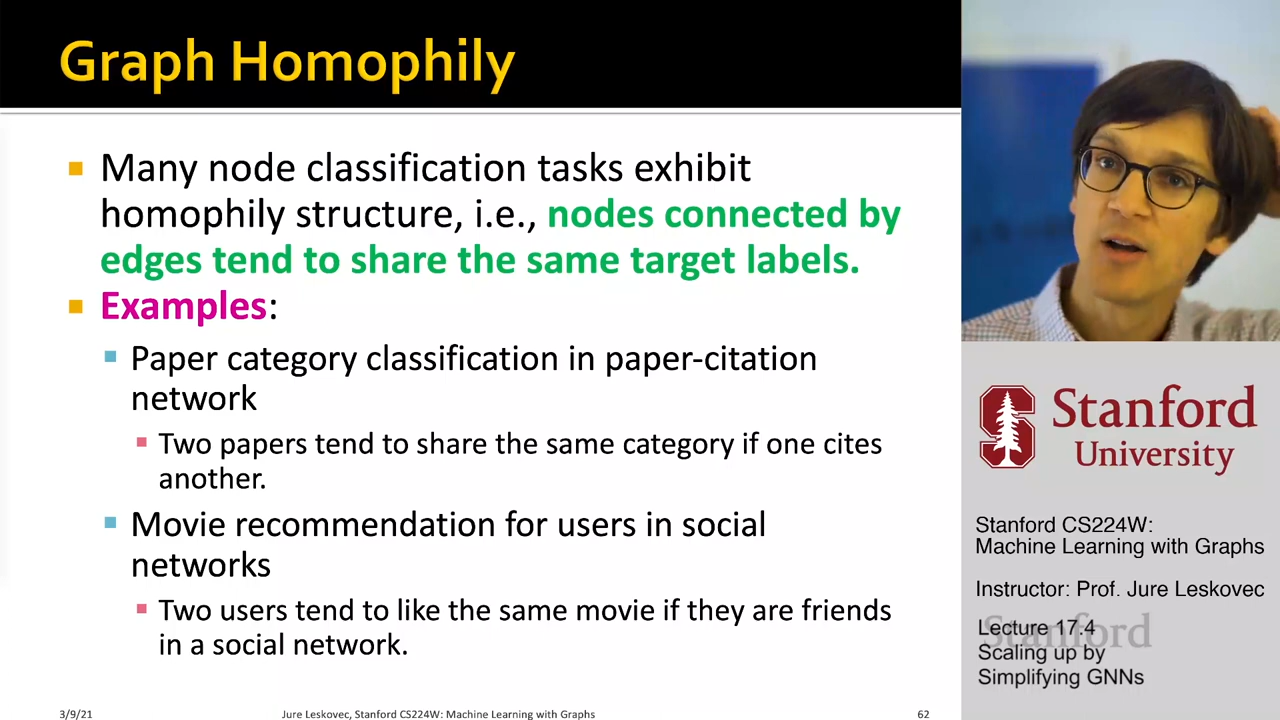 Graph Homophily
Many node classification tasks exhibit
homophily structure, i.e., nodes connected by
edges tend to share the same target labels.
Examples:
Paper category classification in paper-citation
network
Two papers tend to share the same category if one cites
another.
Movie recommendation for users in social
networks
Two users tend to like the same movie if they are friends
in a social network.
3/9/21
Jure Leskovec, Stanford CS224W: Machine Learning with Graphs
62
Stanford
University
Stanford CS224W:
Machine Learning with Graphs
Instructor: Prof. Jure Leskovec
Stanford
Lecture 17.4
Scaling up by
Simplifying GNNs